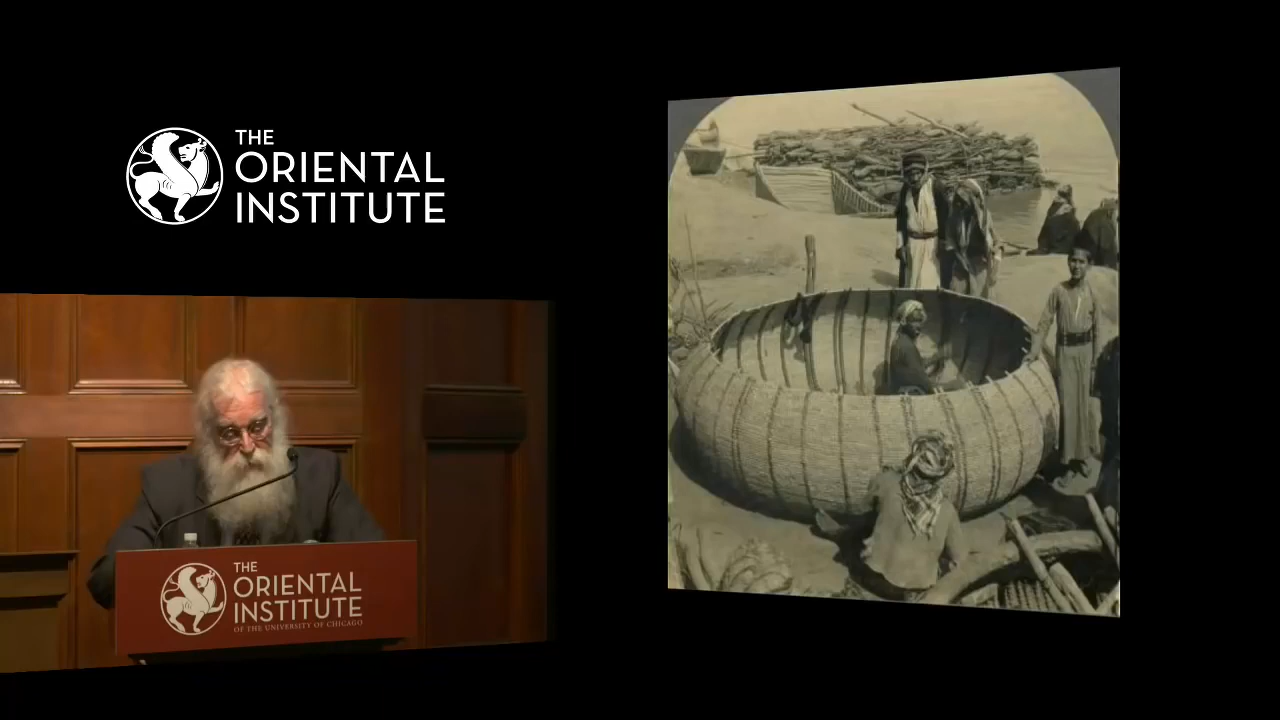 THE
ORIENTAL
INSTITUTE
THE
ORIENTAL
INSTITUTE
OF THE UNIVERSITY OF CHICAGO